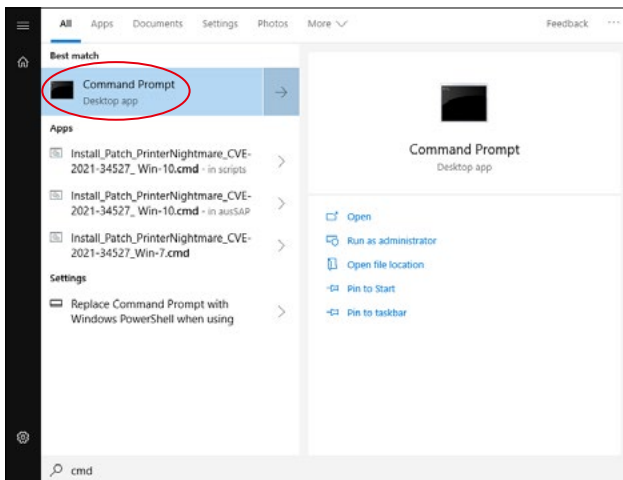 All Apps Documents Settings Photos More Feedback ...
Best match
Command Prompt
Desktop app
Apps
Install_Patch_PrinterNightmare_CVE-
2021-34527_ Win-10.cmd - in scripts
Install_Patch_PrinterNightmare_CVE-
2021-34527_ Win-10.cmd - in ausSAP
Install_Patch_PrinterNightmare_CVE-
2021-34527_Win-7.cmd
Settings
Replace Command Prompt with
Windows PowerShell when using
Command Prompt
Desktop app
Open
Run as administrator
Open file location
Pin to Start
Pin to taskbar
cmd